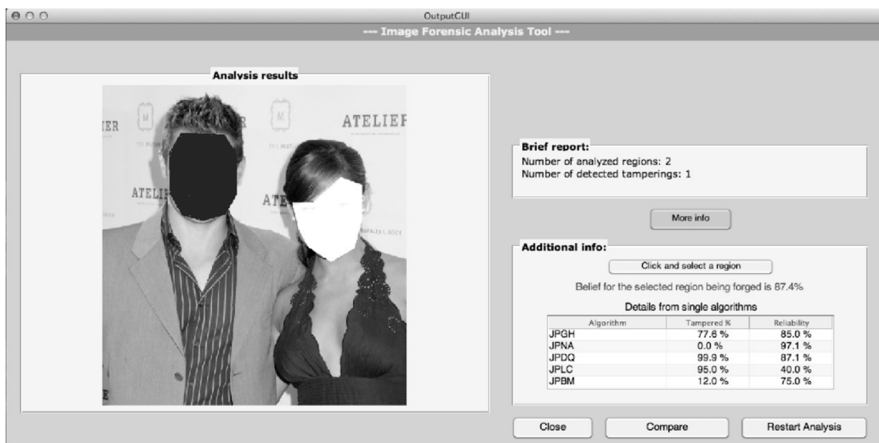 OutputGUI
--- Image Forensic Analysis Tool ---
Analysis results
IER
M
M
ATELIER
ATELIE
ATE
Brief report:
Number of analyzed regions: 2
Number of detected tamperings: 1
More info
Additional info:
Click and select a region
Belief for the selected region being forged is 87.4%
Details from single algorithms
Algorithm Tampered % Reliability
JPGH 77.6 % 85.0 %
JPNA 0.0 % 97.1 %
JPDQ 99.9 % 87.1 %
JPLC 95.0 % 40.0 %
JPBM 12.0 % 75.0 %
Close Compare Restart Analysis